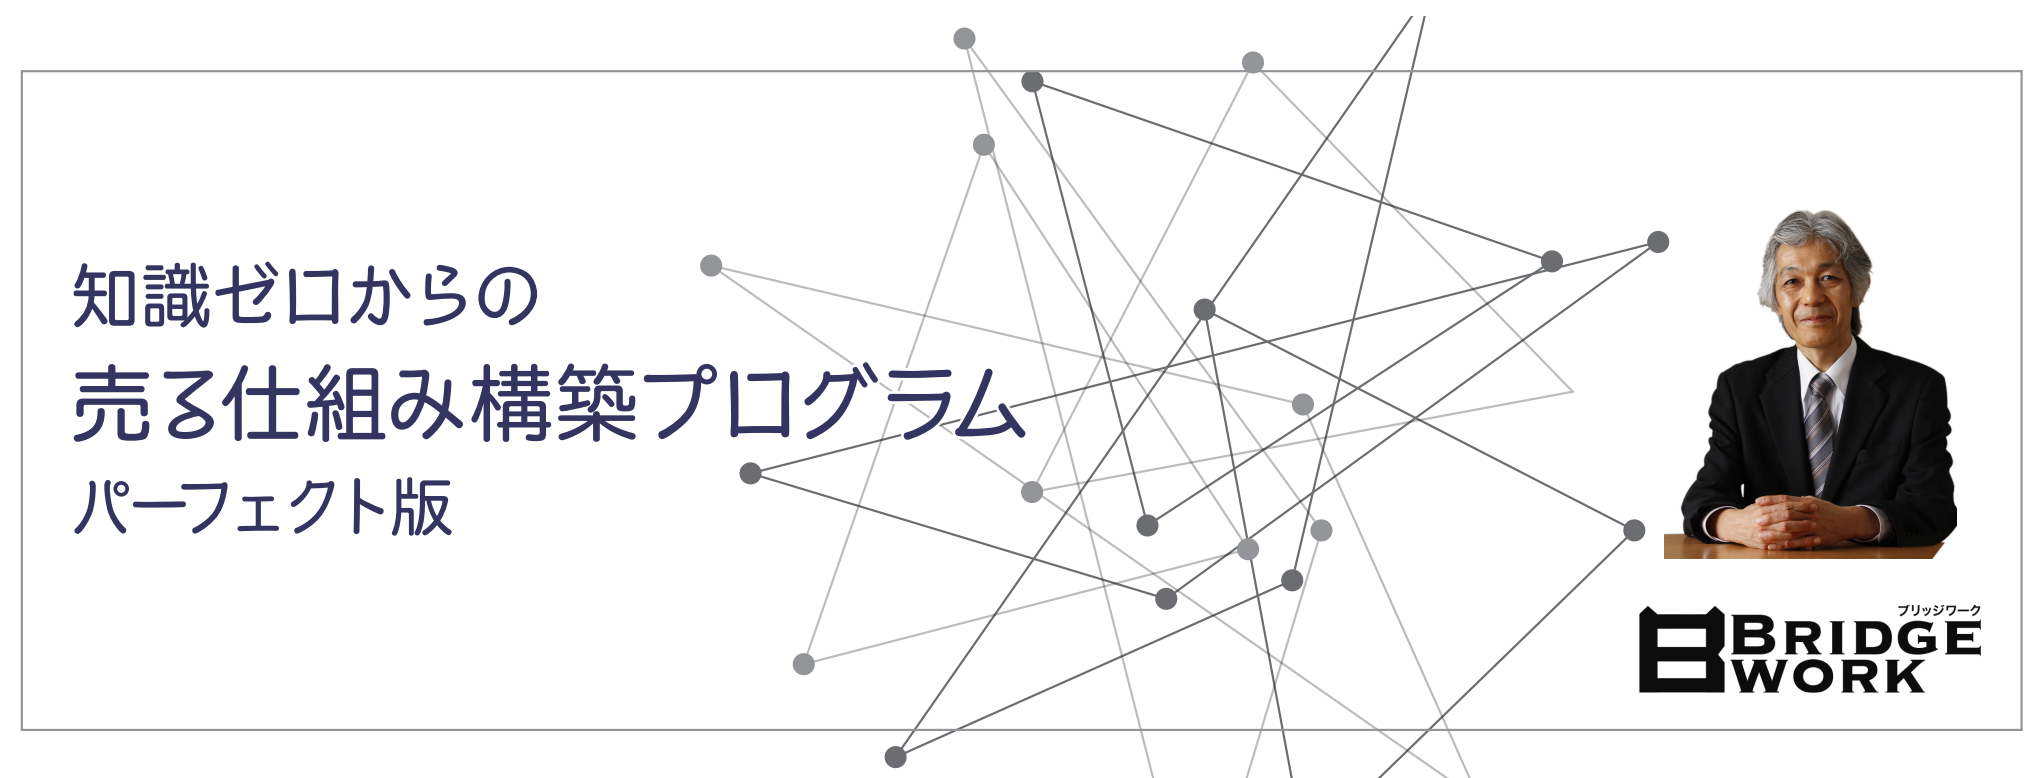 知識ゼロからの
売る仕組み構築プログラム
パーフェクト版
ブリッジワーク
BRIDGE
WORK